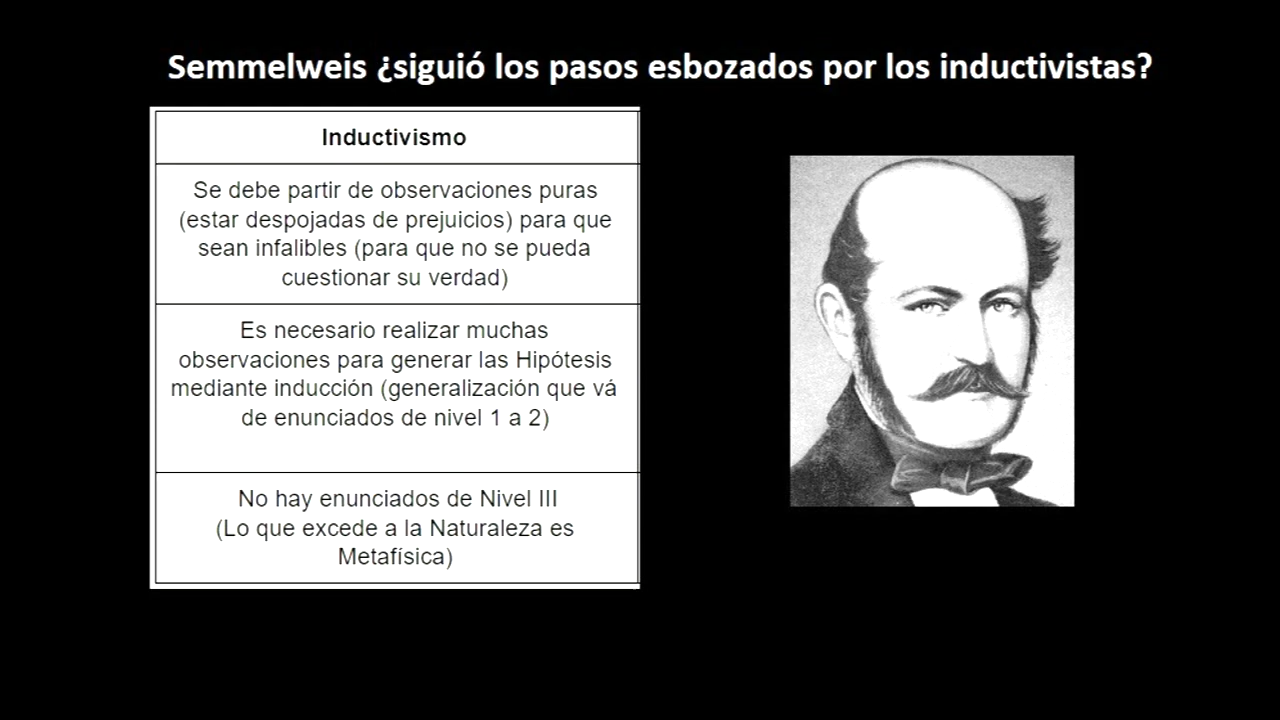 Semmelweis ¿siguió los pasos esbozados por los inductivistas?
Inductivismo
Se debe partir de observaciones puras
(estar despojadas de prejuicios) para que
sean infalibles (para que no se pueda
cuestionar su verdad)
Es necesario realizar muchas
observaciones para generar las Hipótesis
mediante inducción (generalización que vá
de enunciados de nivel 1 a 2)
No hay enunciados de Nivel III
(Lo que excede a la Naturaleza es
Metafísica)